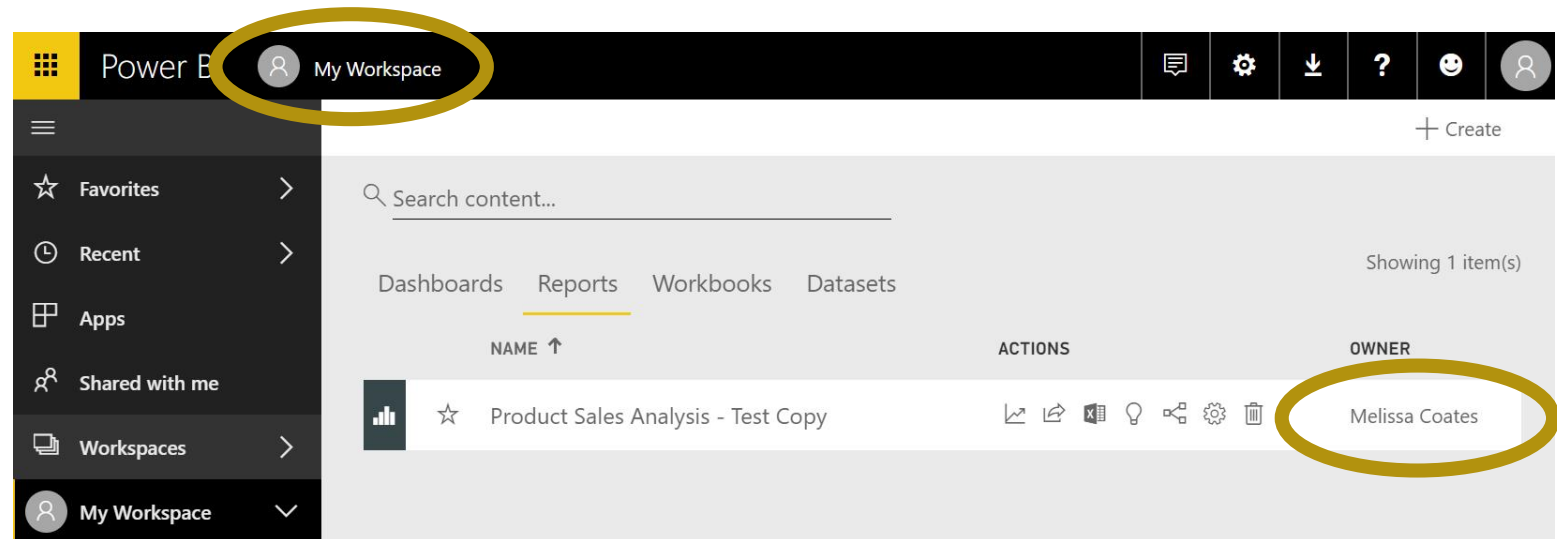 Power B
My Workspace
?
Create
Favorites
Search content...
Recent
Showing 1 item(s)
Dashboards Reports Workbooks Datasets
Apps
NAME ↑ ACTIONS OWNER
Shared with me
Product Sales Analysis - Test Copy Melissa Coates
Workspaces
My Workspace